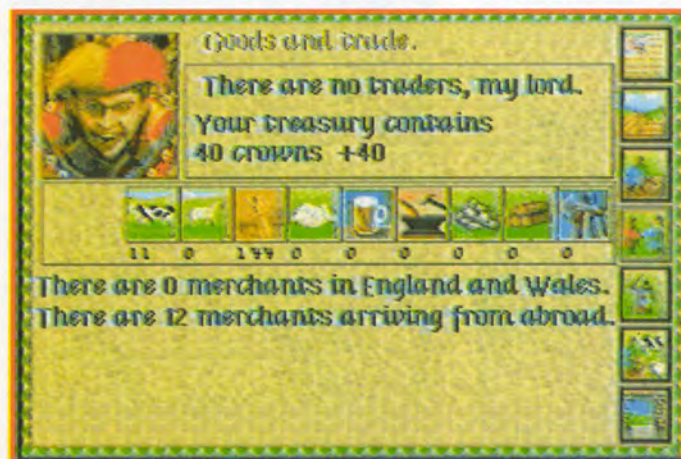 Goods and trade.
There are no traders, my lord.
Your treasury contains
40 crowns +40
11 0 144 0 0 0 0 0 0
There are 0 merchants in England and Wales.
There are 12 merchants arriving from abroad.